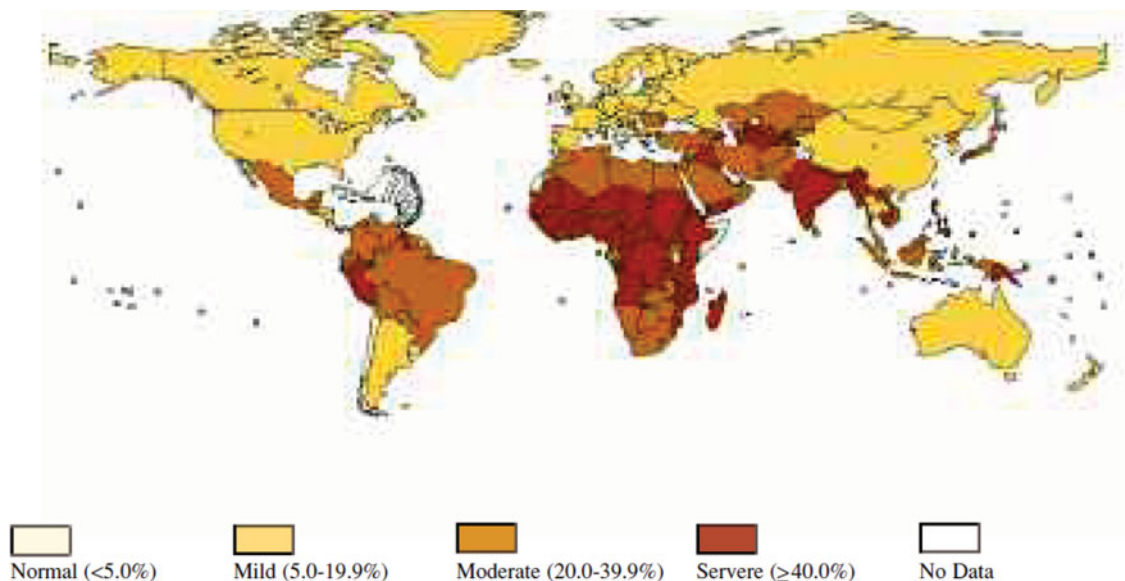 Normal (<5.0%)
Mild (5.0-19.9%)
Moderate (20.0-39.9%)
Servere (≥40.0%)
No Data